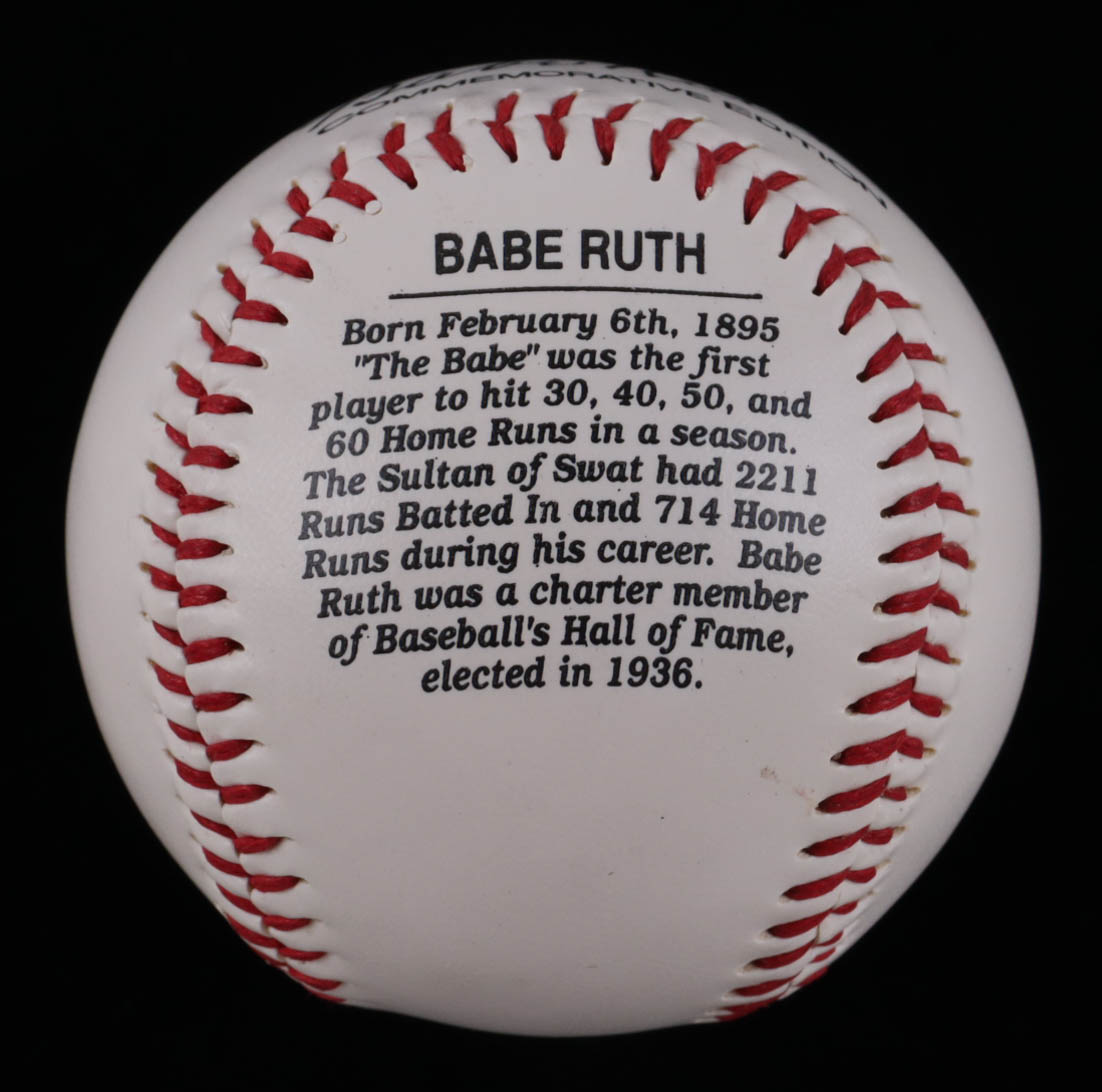 COMMEMORATIVE EDITION
BABE RUTH
Born February 6th, 1895
"The Babe" was the first
player to hit 30, 40, 50, and
60 Home Runs in a season.
The Sultan of Swat had 2211
Runs Batted In and 714 Home
Runs during his career. Babe
Ruth was a charter member
of Baseball's Hall of Fame,
elected in 1936.